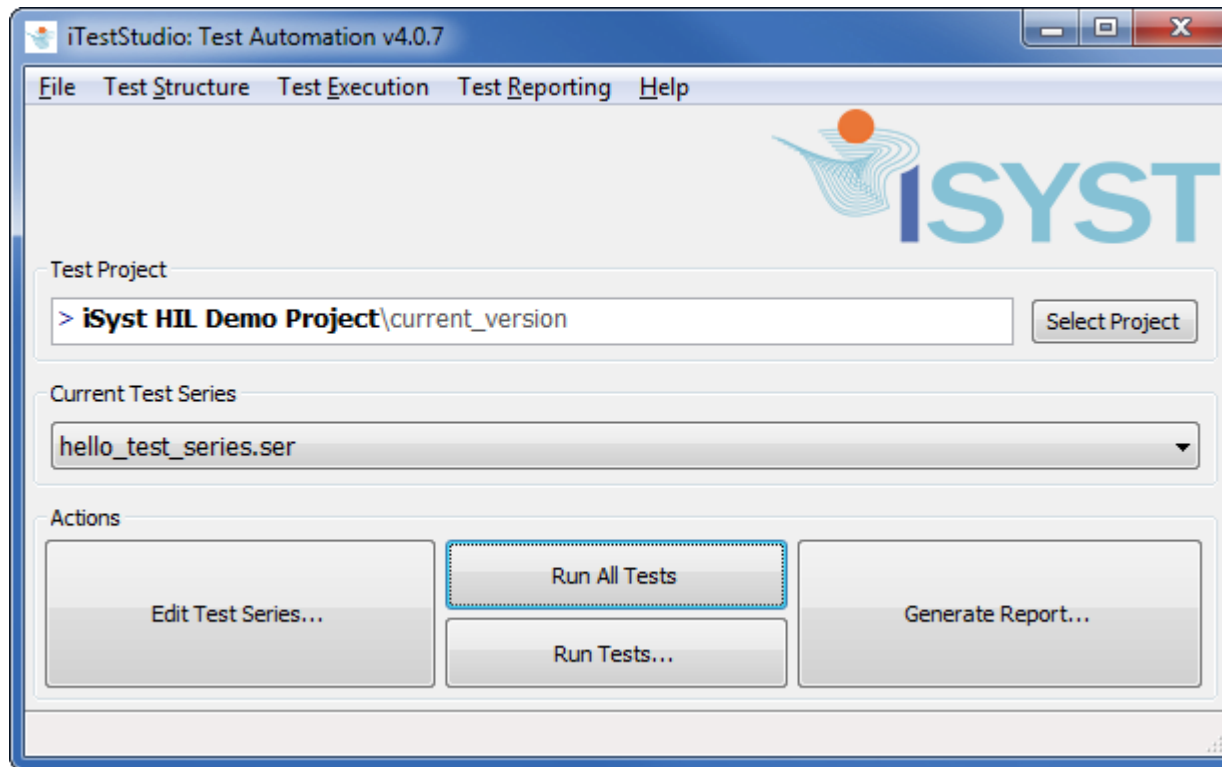 iTestStudio: Test Automation v4.0.7
File Test Structure Test Execution Test Reporting Help
iSYST
Test Project
> iSyst HIL Demo Project\current_version
Select Project
Current Test Series
hello_test_series.ser
Actions
Edit Test Series...
Run All Tests
Run Tests...
Generate Report...